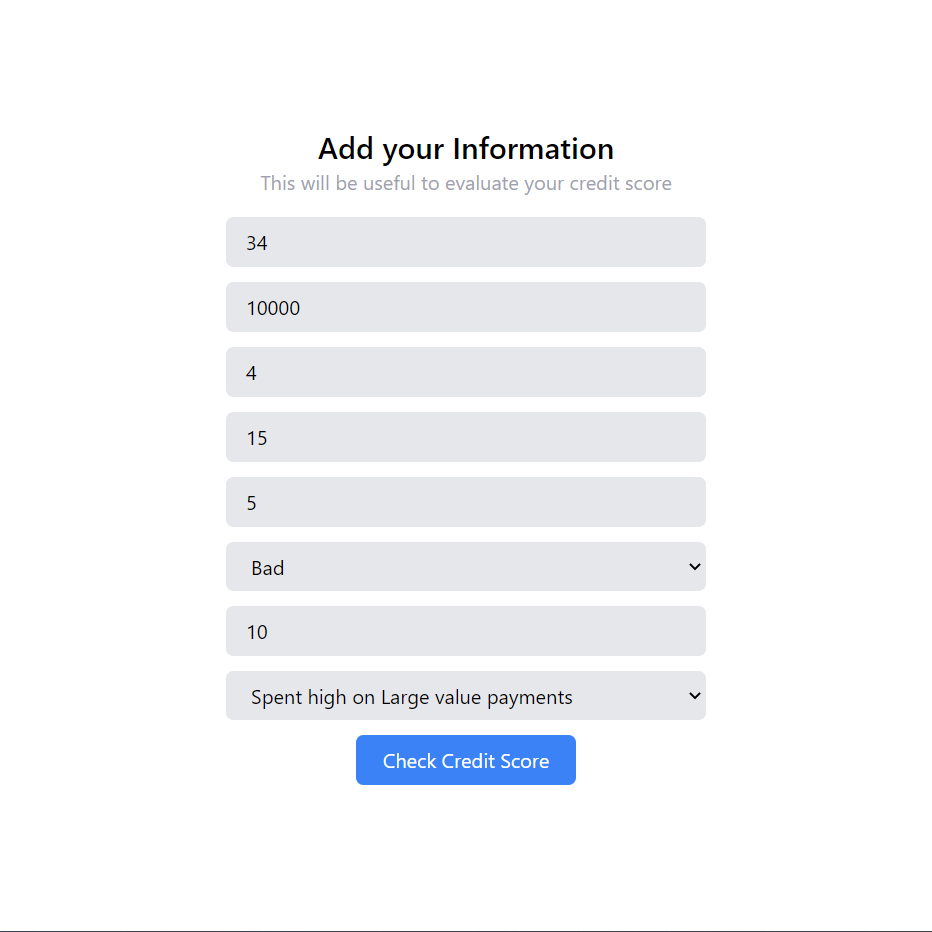 Add your Information
This will be useful to evaluate your credit score
34
10000
4
15
5
Bad
10
Spent high on Large value payments
Check Credit Score